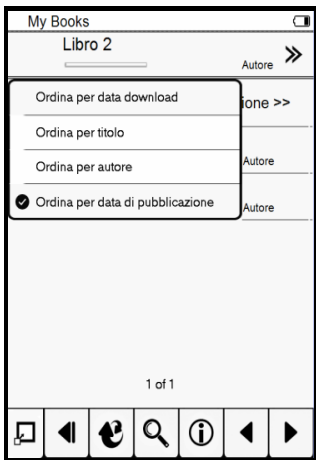 My Books
Libro 2
Autore
Ordina per data download
ione >>
Ordina per titolo
Ordina per autore
Autore
Ordina per data di pubblicazione
Autore
1 of 1